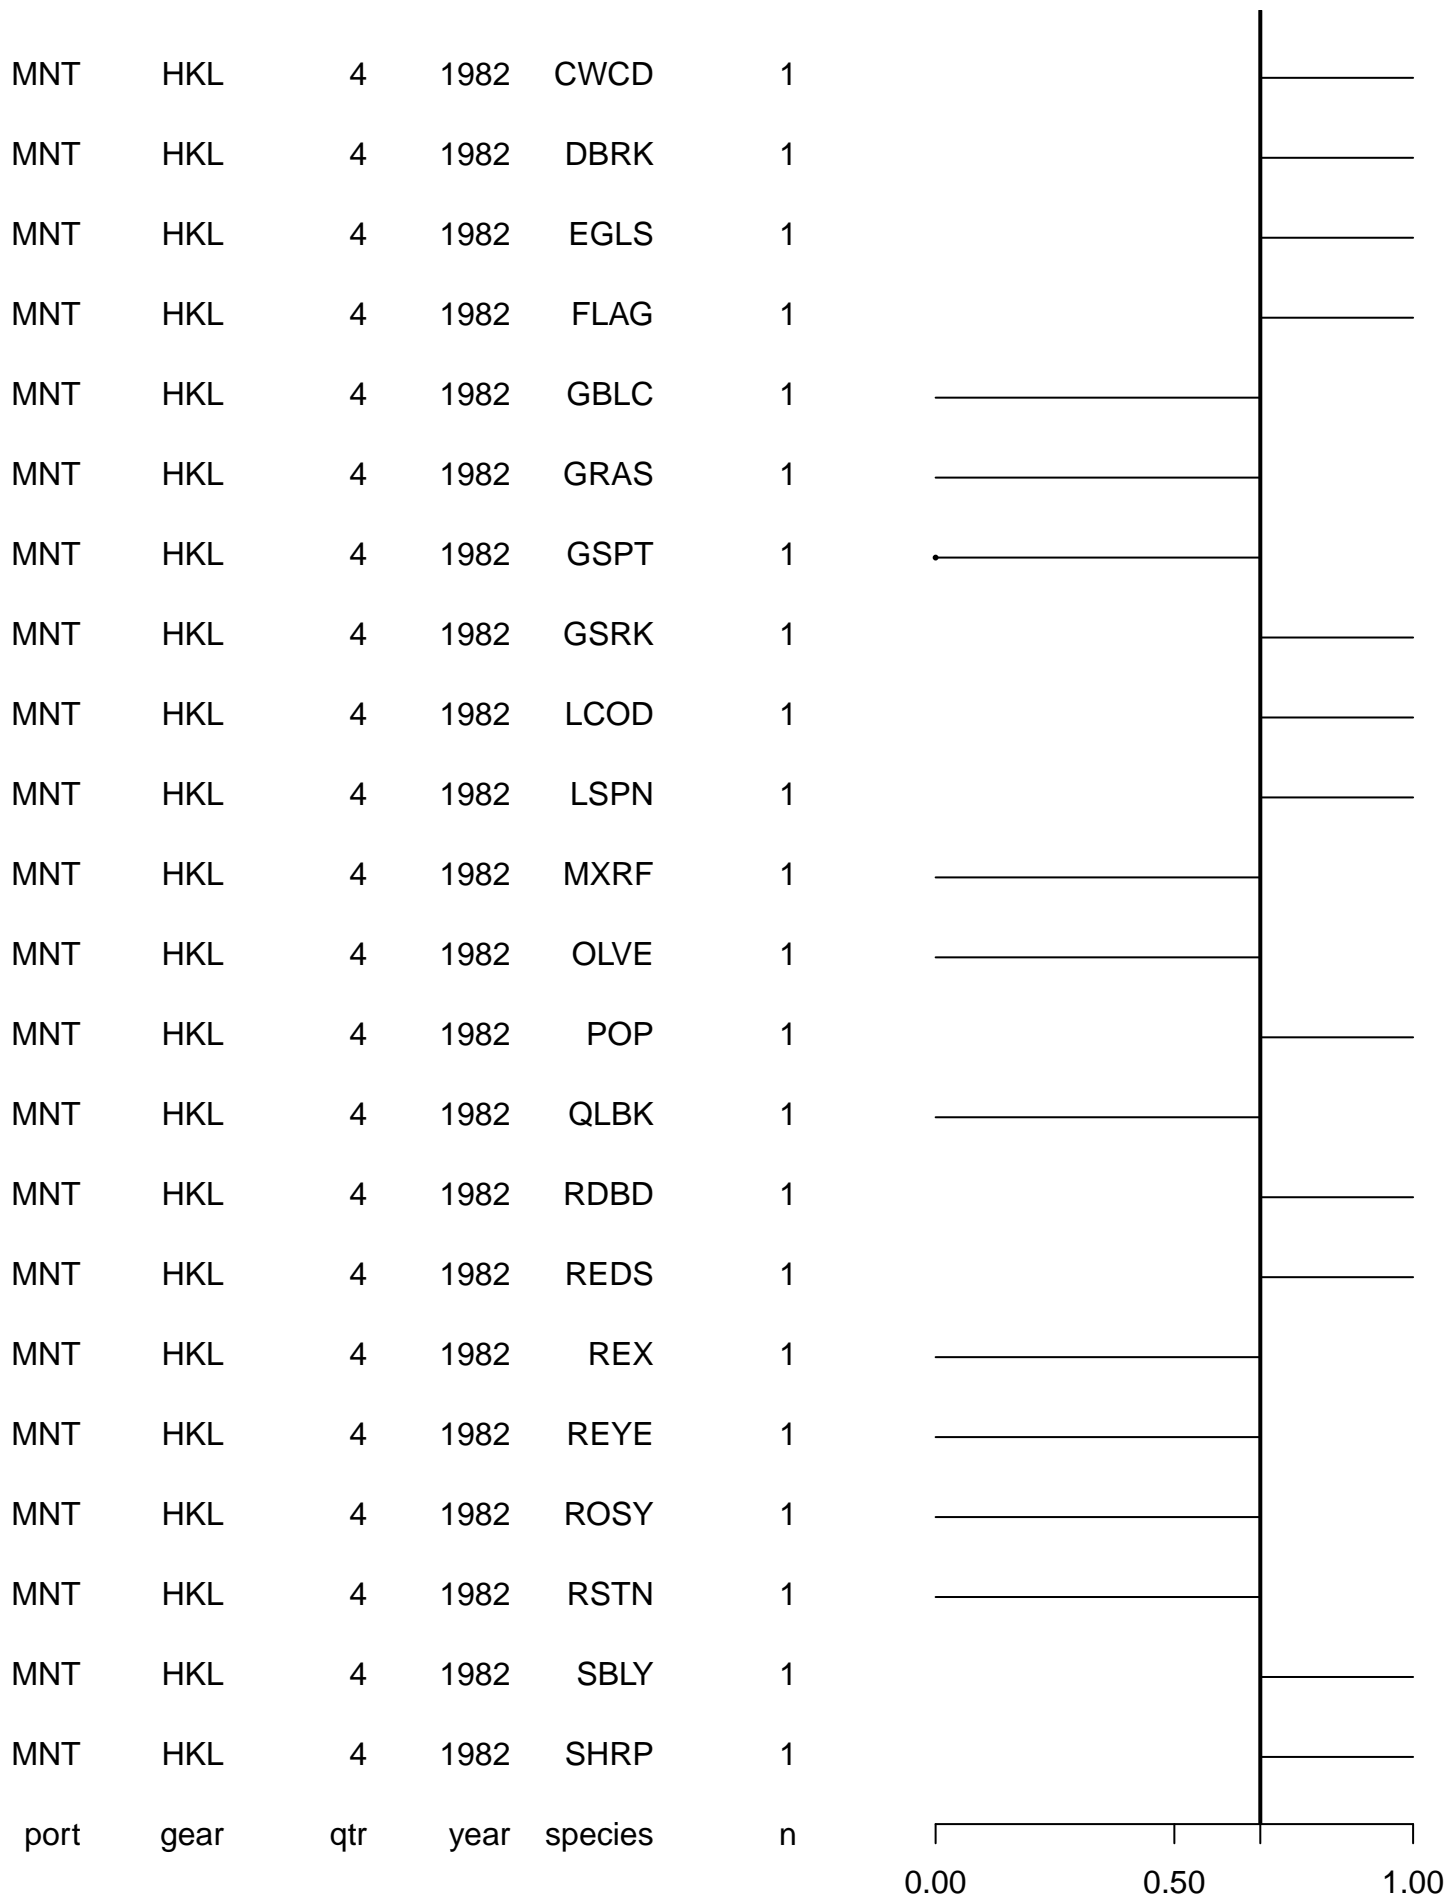 MNT HKL 4 1982 CWCD 1
MNT HKL 4 1982 DBRK 1
MNT HKL 4 1982 EGLS 1
MNT HKL 4 1982 FLAG 1
MNT HKL 4 1982 GBLC 1
MNT HKL 4 1982 GRAS 1
MNT HKL 4 1982 GSPT 1
MNT HKL 4 1982 GSRK 1
MNT HKL 4 1982 LCOD 1
MNT HKL 4 1982 LSPN 1
MNT HKL 4 1982 MXRF 1
MNT HKL 4 1982 OLVE 1
MNT HKL 4 1982 POP 1
MNT HKL 4 1982 QLBK 1
MNT HKL 4 1982 RDBD 1
MNT HKL 4 1982 REDS 1
MNT HKL 4 1982 REX 1
MNT HKL 4 1982 REYE 1
MNT HKL 4 1982 ROSY 1
MNT HKL 4 1982 RSTN 1
MNT HKL 4 1982 SBLY 1
MNT HKL 4 1982 SHRP 1
port gear qtr year species n
0.00 0.50 1.00